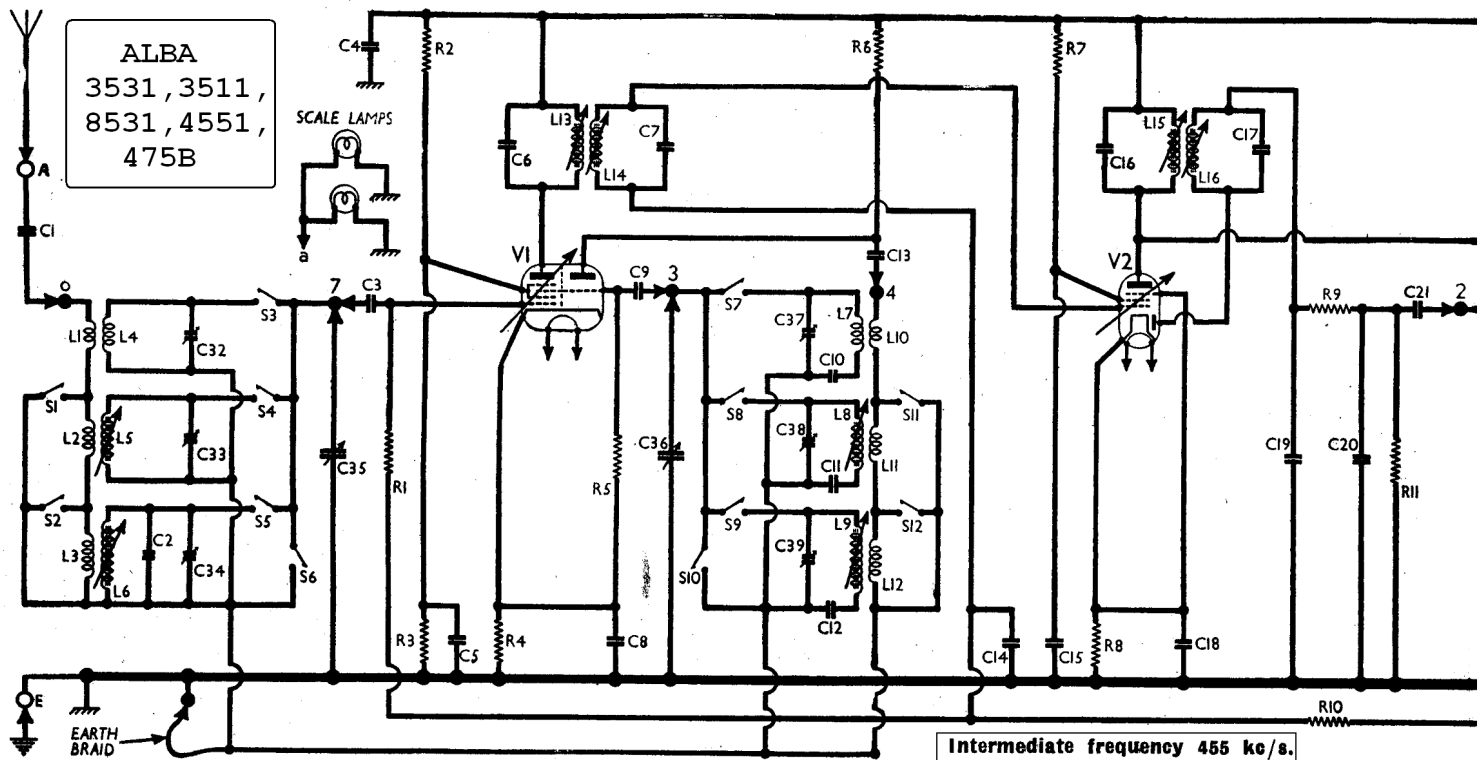 ALBA
3531,3511,
8531,4551,
475B
SCALE LAMPS
a
A
C1
C4
R2
L13
C6
C7
L14
V1
R6
C13
R7
L15
C16
C17
L16
V2
O
L1
L4
C32
S3
7
C3
C9
3
S7
C37
L7
C10
4
L10
R9
C21
2
S1
L2
L5
C33
S4
C35
R1
R5
C36
S8
C38
L8
C11
L11
S11
C19
C20
R11
S2
L3
L6
C2
C34
S5
S6
S9
S10
C39
L9
C12
L12
S12
R3
C5
R4
C8
C14
C15
R8
C18
E
EARTH
BRAID
R10
Intermediate frequency 455 kc/s.